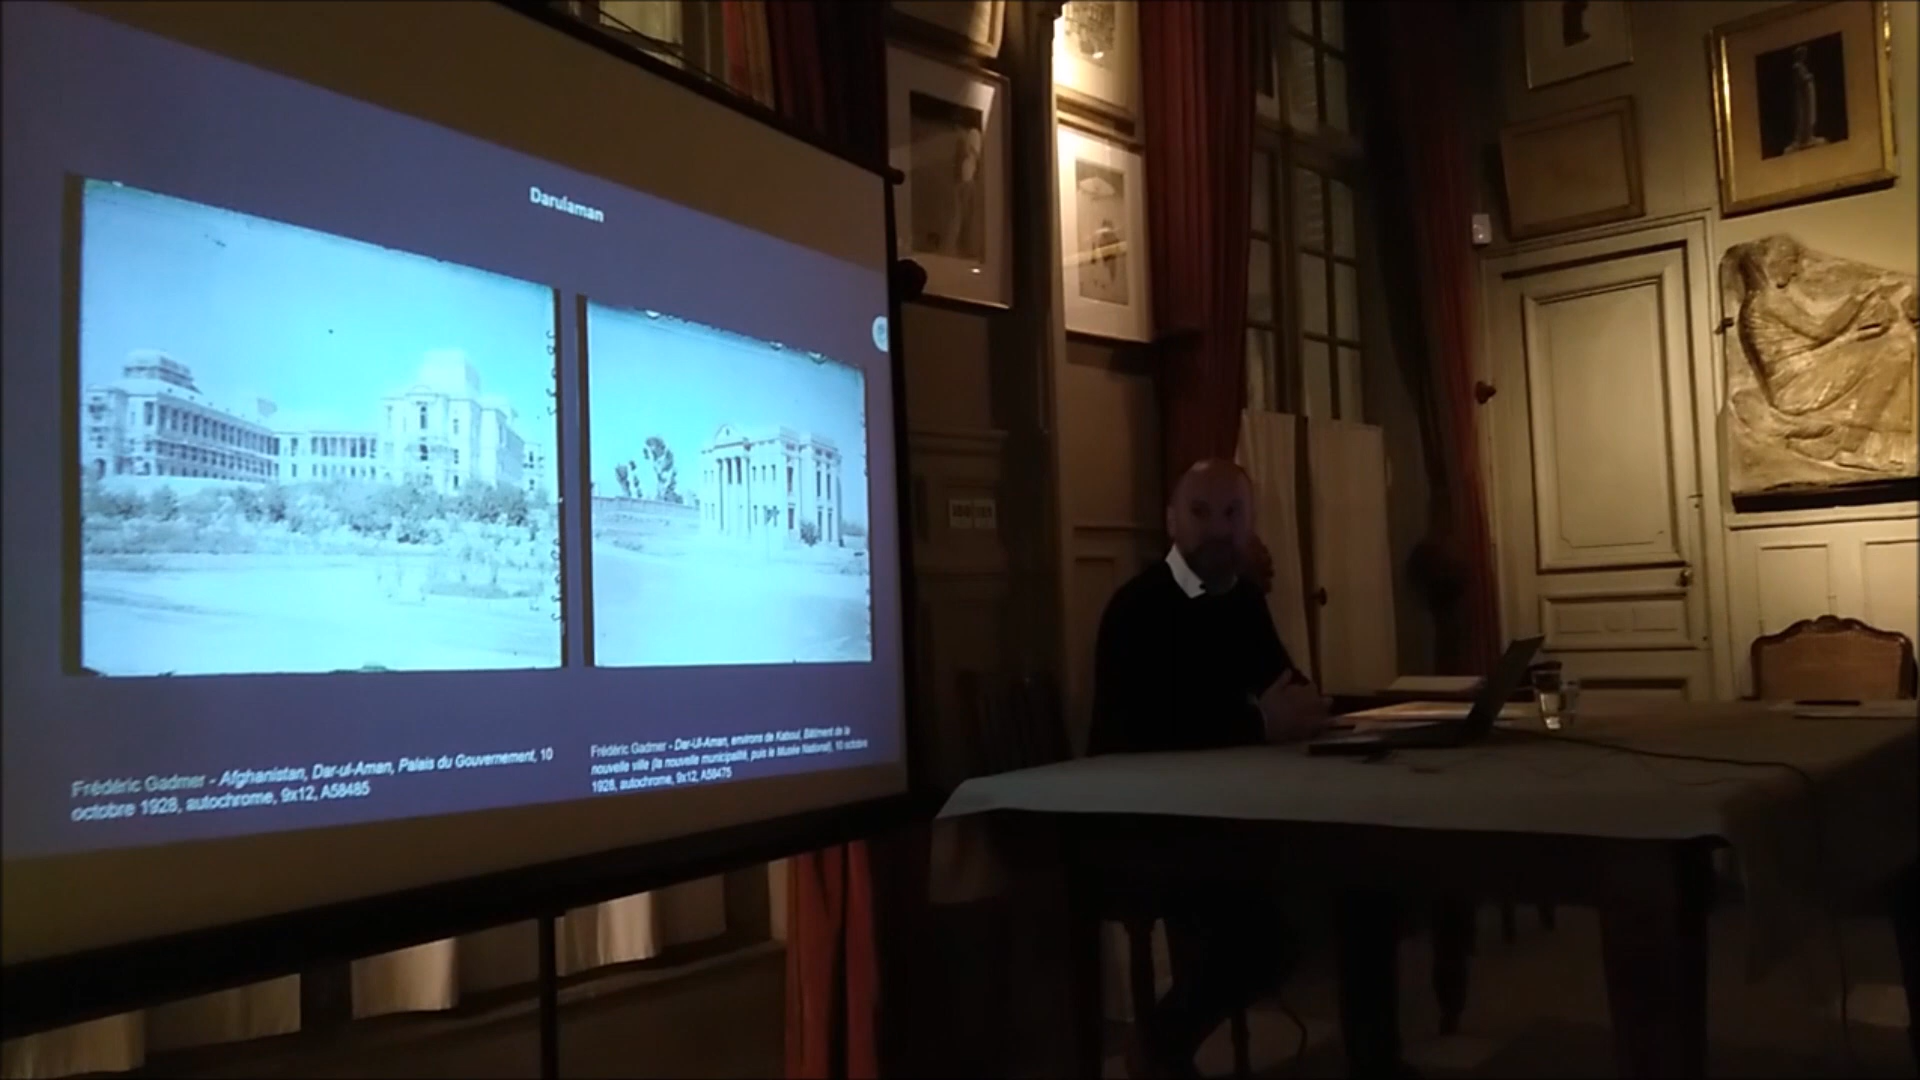 Darulaman
Frédéric Gadmer - Afghanistan, Dar-ul-Aman, Palais du Gouvernement, 10
octobre 1928, autochrome, 9x12, A58485
Frédéric Gadmer - Dar-Ul-Aman, environs de Kaboul, Bâtiment de la
nouvelle ville (la nouvelle municipalité, puis le Musée National), 10 octobre
1928, autochrome, 9x12, A58475